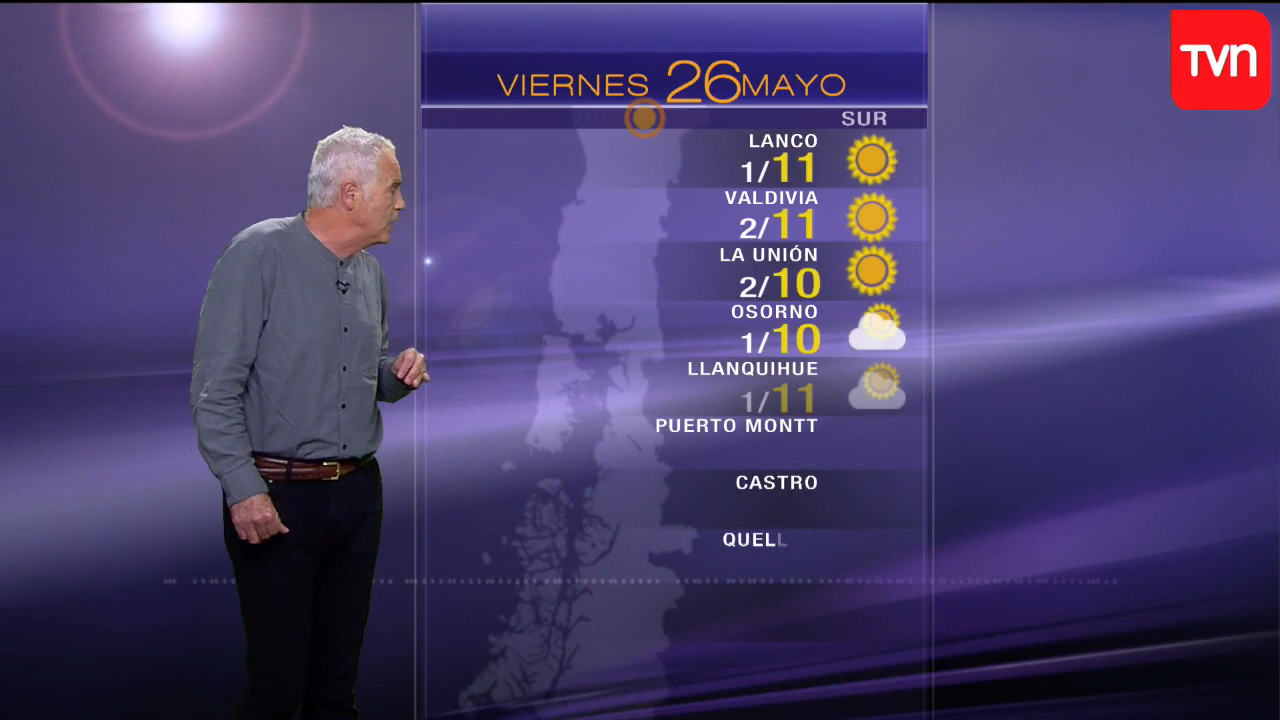 TVN
VIERNES 26 MAYO
SUR
LANCO
1/11
VALDIVIA
2/11
LA UNIÓN
2/10
OSORNO
1/10
LLANQUIHUE
1/11
PUERTO MONTT
CASTRO
QUELL